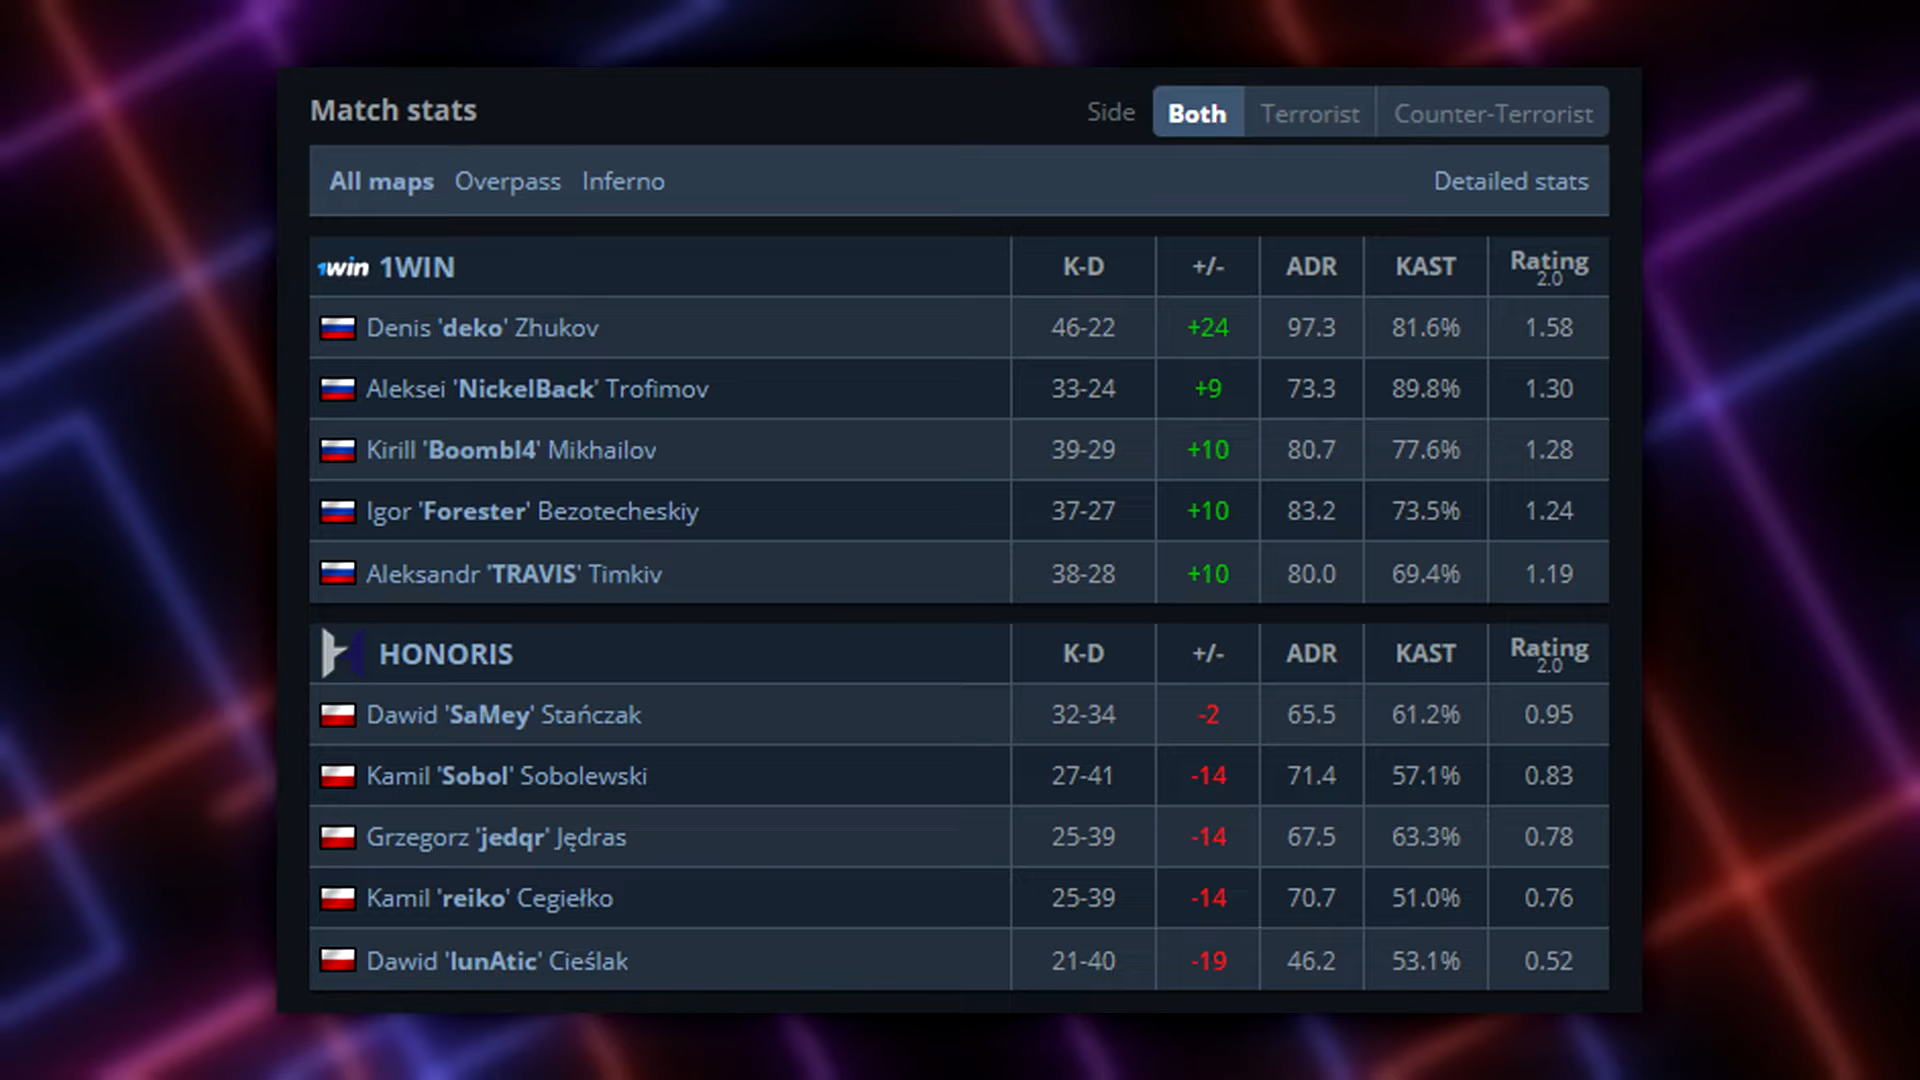 Match stats Side Both Terrorist Counter-Terrorist
All maps Overpass Inferno Detailed stats
1win 1WIN K-D +/- ADR KAST Rating 2.0
Denis 'deko' Zhukov 46-22 +24 97.3 81.6% 1.58
Aleksei 'NickelBack' Trofimov 33-24 +9 73.3 89.8% 1.30
Kirill 'Boombl4' Mikhailov 39-29 +10 80.7 77.6% 1.28
Igor 'Forester' Bezotecheskiy 37-27 +10 83.2 73.5% 1.24
Aleksandr 'TRAVIS' Timkiv 38-28 +10 80.0 69.4% 1.19
HONORIS K-D +/- ADR KAST Rating 2.0
Dawid 'SaMey' Stańczak 32-34 -2 65.5 61.2% 0.95
Kamil 'Sobol' Sobolewski 27-41 -14 71.4 57.1% 0.83
Grzegorz 'jedqr' Jędras 25-39 -14 67.5 63.3% 0.78
Kamil 'reiko' Cegiełko 25-39 -14 70.7 51.0% 0.76
Dawid 'lunAtic' Cieślak 21-40 -19 46.2 53.1% 0.52